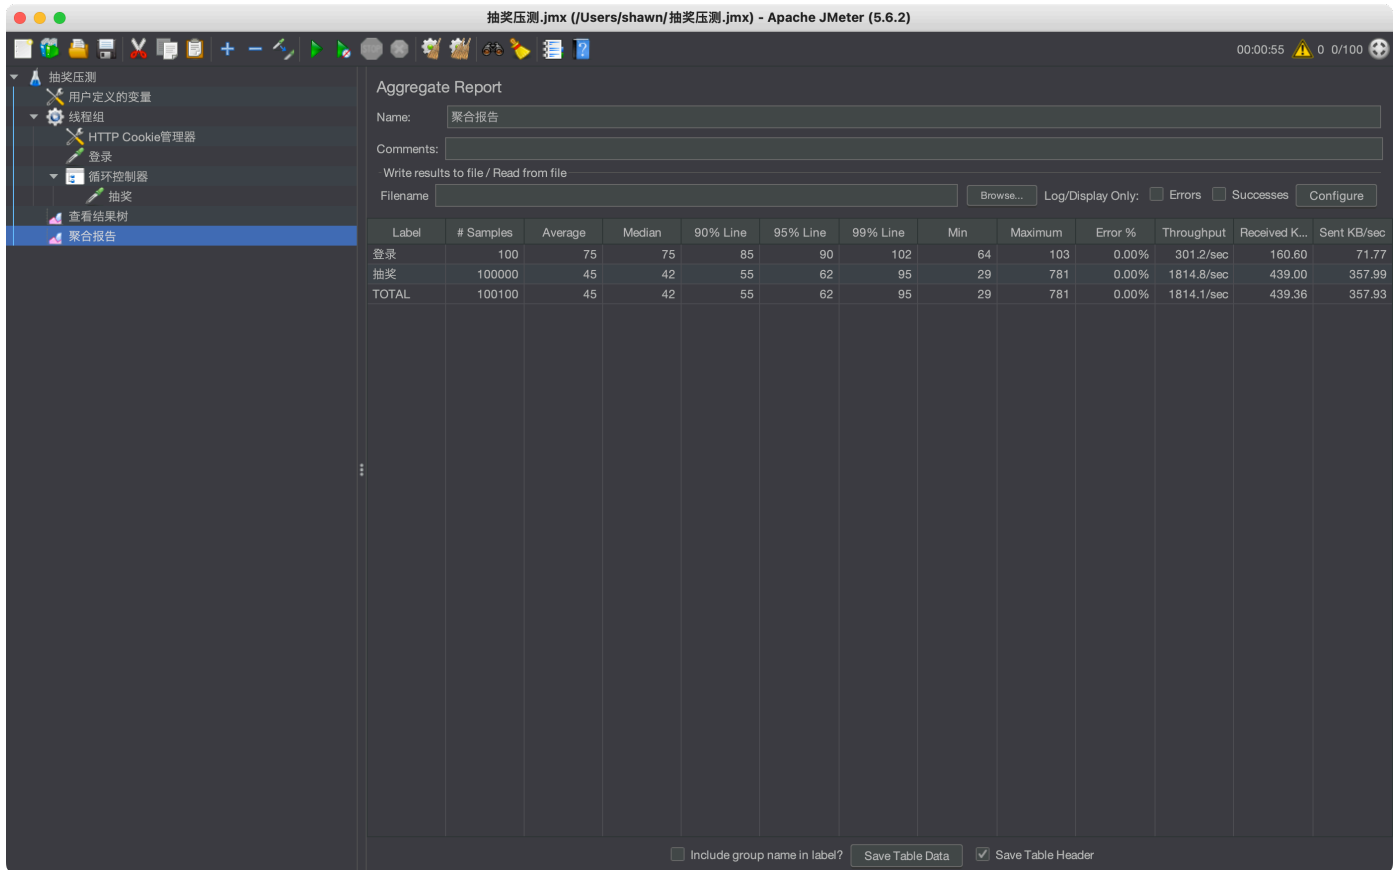 抽奖压测.jmx (/Users/shawn/抽奖压测.jmx) - Apache JMeter (5.6.2)
STOP
00:00:55 0 0/100
抽奖压测
用户定义的变量
线程组
HTTP Cookie管理器
登录
循环控制器
抽奖
查看结果树
聚合报告
Aggregate Report
Name: 聚合报告
Comments:
Write results to file / Read from file
Filename Browse... Log/Display Only: Errors Successes Configure
Label # Samples Average Median 90% Line 95% Line 99% Line Min Maximum Error % Throughput Received K... Sent KB/sec
登录 100 75 75 85 90 102 64 103 0.00% 301.2/sec 160.60 71.77
抽奖 100000 45 42 55 62 95 29 781 0.00% 1814.8/sec 439.00 357.99
TOTAL 100100 45 42 55 62 95 29 781 0.00% 1814.1/sec 439.36 357.93
Include group name in label? Save Table Data Save Table Header